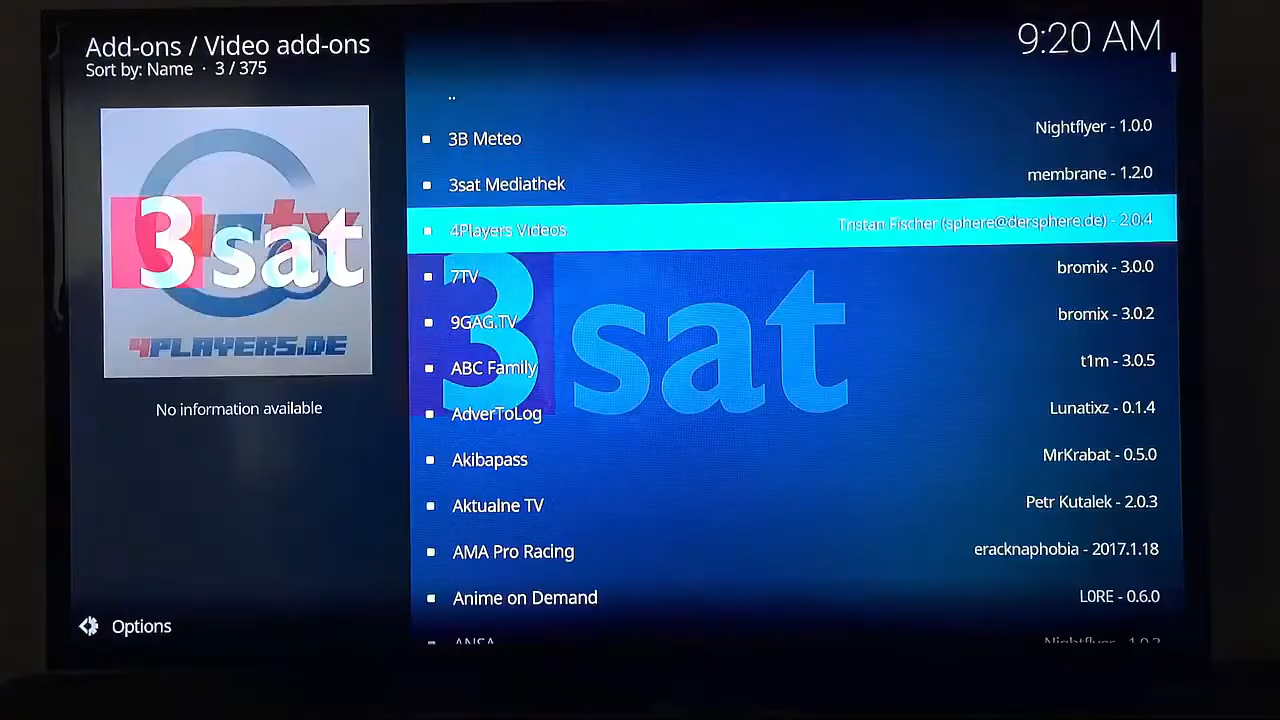 Add-ons / Video add-ons
Sort by: Name · 3 / 375
9:20 AM
3sat
4PLAYERS.DE
No information available
..
3B Meteo Nightflyer - 1.0.0
3sat Mediathek membrane - 1.2.0
4Players Videos Tristan Fischer (sphere@dersphere.de) - 2.0.4
7TV bromix - 3.0.0
9GAG.TV bromix - 3.0.2
ABC Family t1m - 3.0.5
AdverToLog Lunatixz - 0.1.4
Akibapass MrKrabat - 0.5.0
Aktualne TV Petr Kutalek - 2.0.3
AMA Pro Racing eracknaphobia - 2017.1.18
Anime on Demand L0RE - 0.6.0
ANSA Nightflyer
3sat
Options